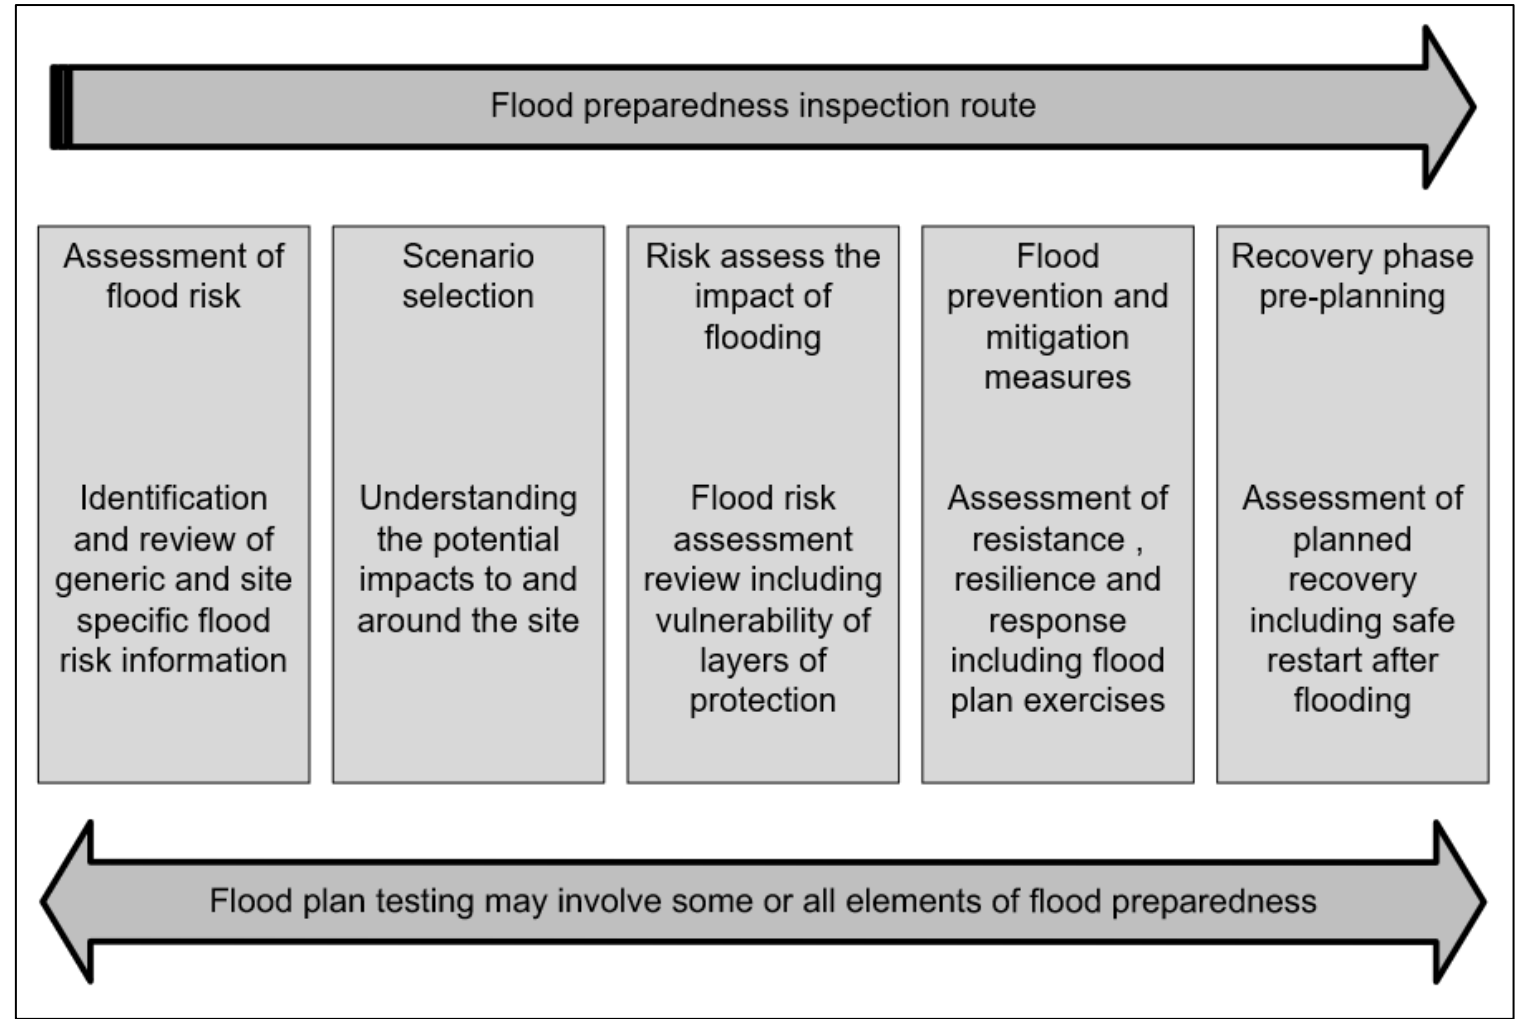 Flood preparedness inspection route
Assessment of
flood risk
Identification
and review of
generic and site
specific flood
risk information
Scenario
selection
Understanding
the potential
impacts to and
around the site
Risk assess the
impact of
flooding
Flood risk
assessment
review including
vulnerability of
layers of
protection
Flood
prevention and
mitigation
measures
Assessment of
resistance ,
resilience and
response
including flood
plan exercises
Recovery phase
pre-planning
Assessment of
planned
recovery
including safe
restart after
flooding
Flood plan testing may involve some or all elements of flood preparedness